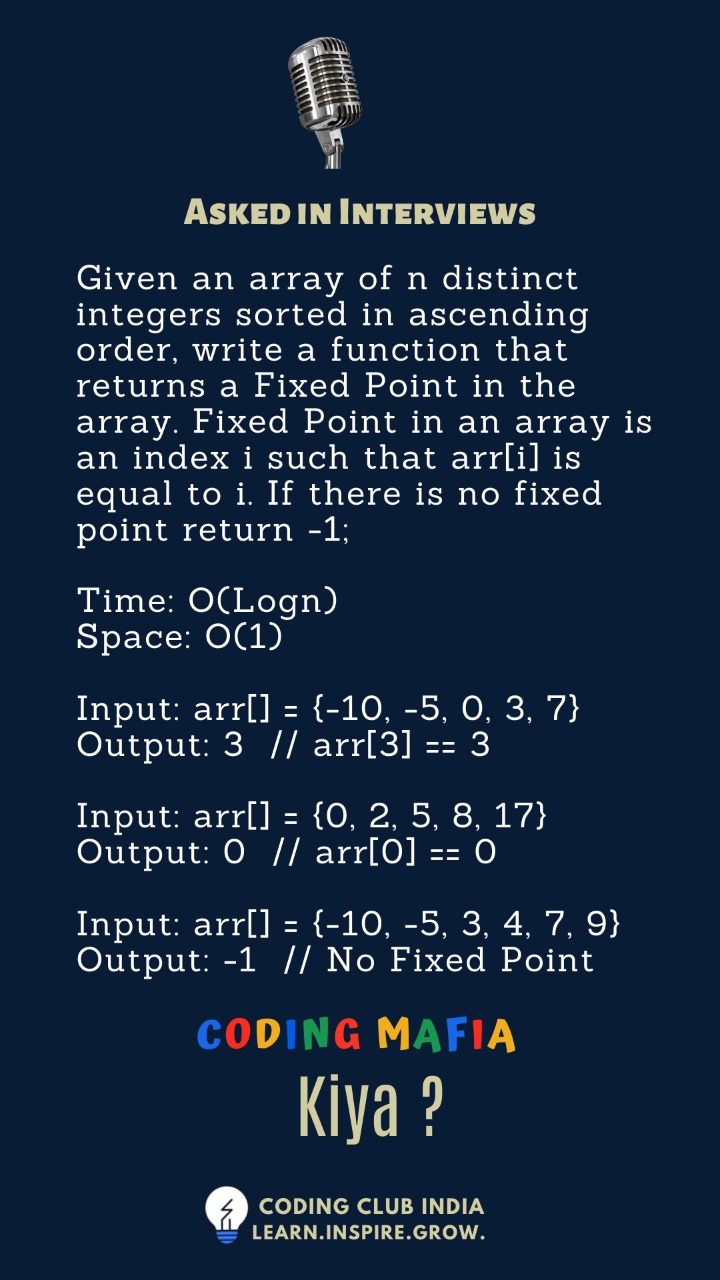 Asked in Interviews
Given an array of n distinct
integers sorted in ascending
order, write a function that
returns a Fixed Point in the
array. Fixed Point in an array is
an index i such that arr[i] is
equal to i. If there is no fixed
point return -1;
Time: O(Logn)
Space: O(1)
Input: arr[] = {-10, -5, 0, 3, 7}
Output: 3 // arr[3] == 3
Input: arr[] = {0, 2, 5, 8, 17}
Output: 0 // arr[0] == 0
Input: arr[] = {-10, -5, 3, 4, 7, 9}
Output: -1 // No Fixed Point
CODING MAFIA
Kiya ?
CODING CLUB INDIA
LEARN.INSPIRE.GROW.